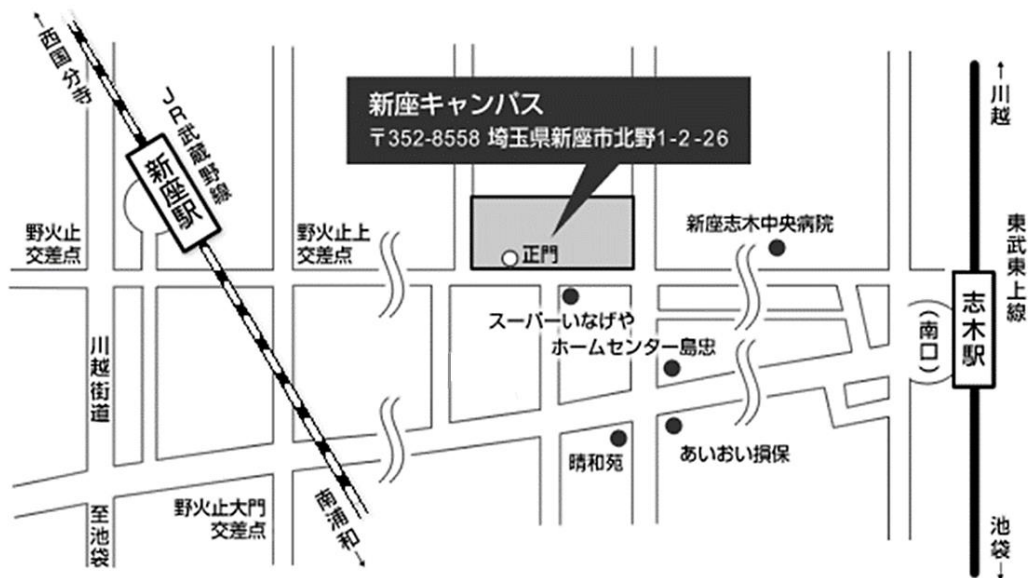 西国分寺
JR武蔵野線
新座駅
新座キャンパス
〒352-8558 埼玉県新座市北野1-2-26
川越
東武東上線
新座志木中央病院
野火止
交差点
野火止上
交差点
正門
志木駅
(南口)
スーパーいなげや
ホームセンター島忠
川越街道
晴和苑
あいおい損保
野火止大門
交差点
至池袋
南浦和
池袋